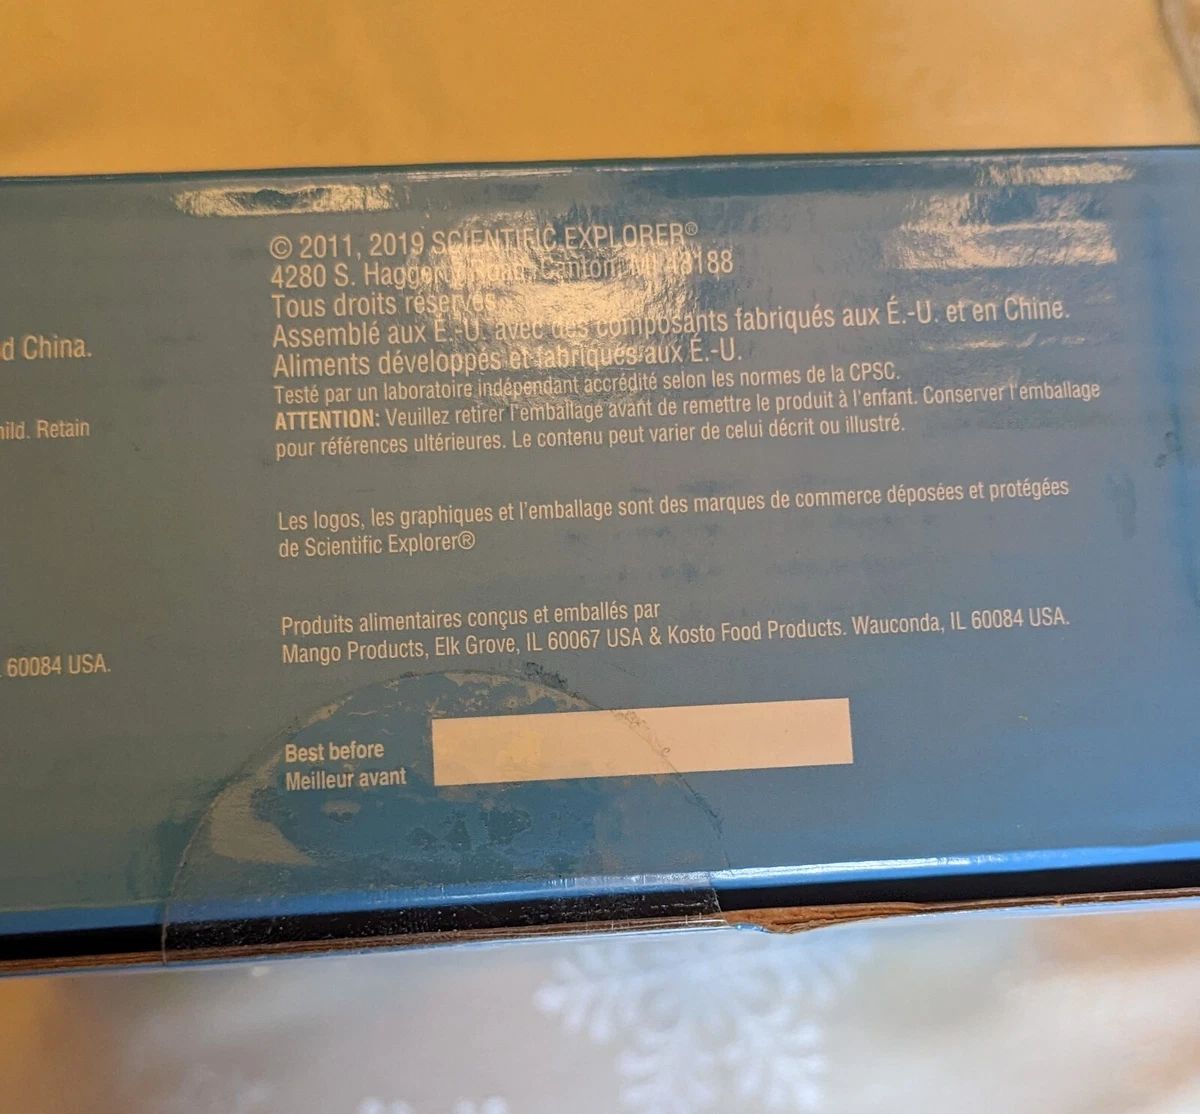 d China.
ild. Retain
60084 USA.
© 2011, 2019 SCIENTIFIC EXPLORER®
4280 S. Haggerty Road, Canton, MI 48188
Tous droits réservés.
Assemblé aux É.-U. avec des composants fabriqués aux É.-U. et en Chine.
Aliments développés et fabriqués aux É.-U.
Testé par un laboratoire indépendant accrédité selon les normes de la CPSC.
ATTENTION: Veuillez retirer l'emballage avant de remettre le produit à l'enfant. Conserver l'emballage
pour références ultérieures. Le contenu peut varier de celui décrit ou illustré.
Les logos, les graphiques et l'emballage sont des marques de commerce déposées et protégées
de Scientific Explorer®
Produits alimentaires conçus et emballés par
Mango Products, Elk Grove, IL 60067 USA & Kosto Food Products. Wauconda, IL 60084 USA.
Best before
Meilleur avant